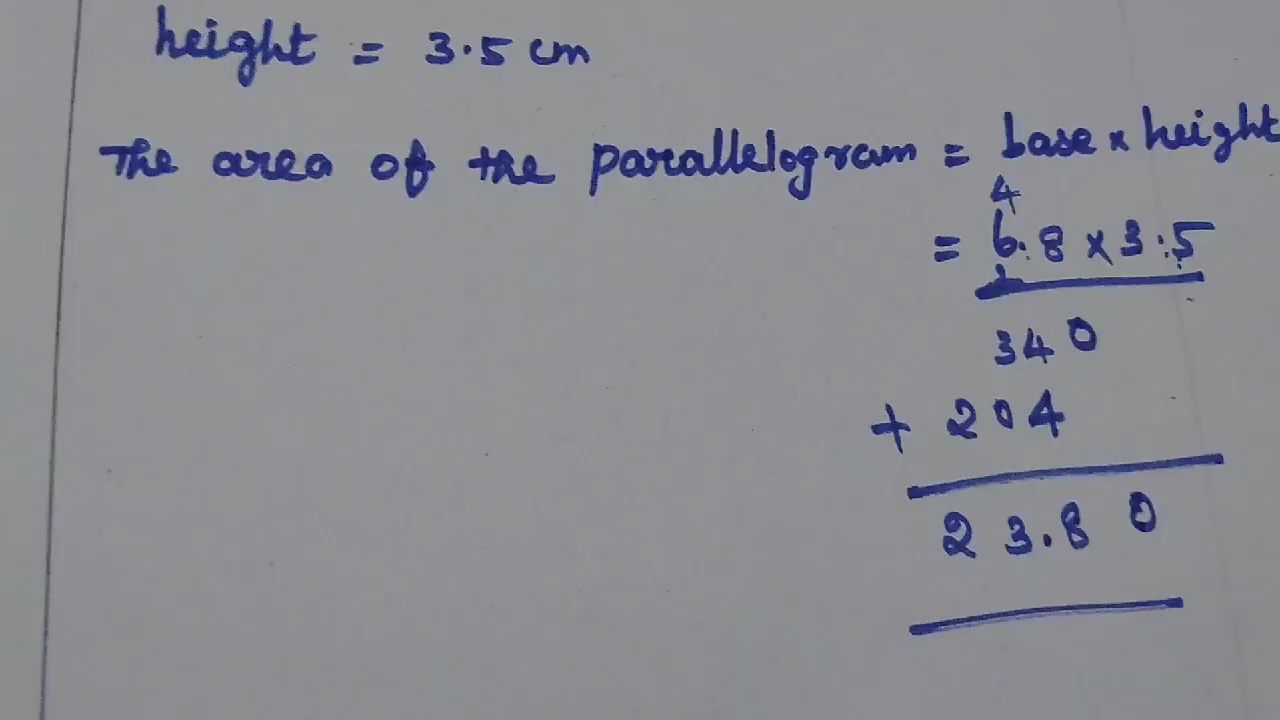 height = 3.5 cm
The area of the parallelogram = base × height
4
= 6.8 × 3.5
340
+ 204
23.80